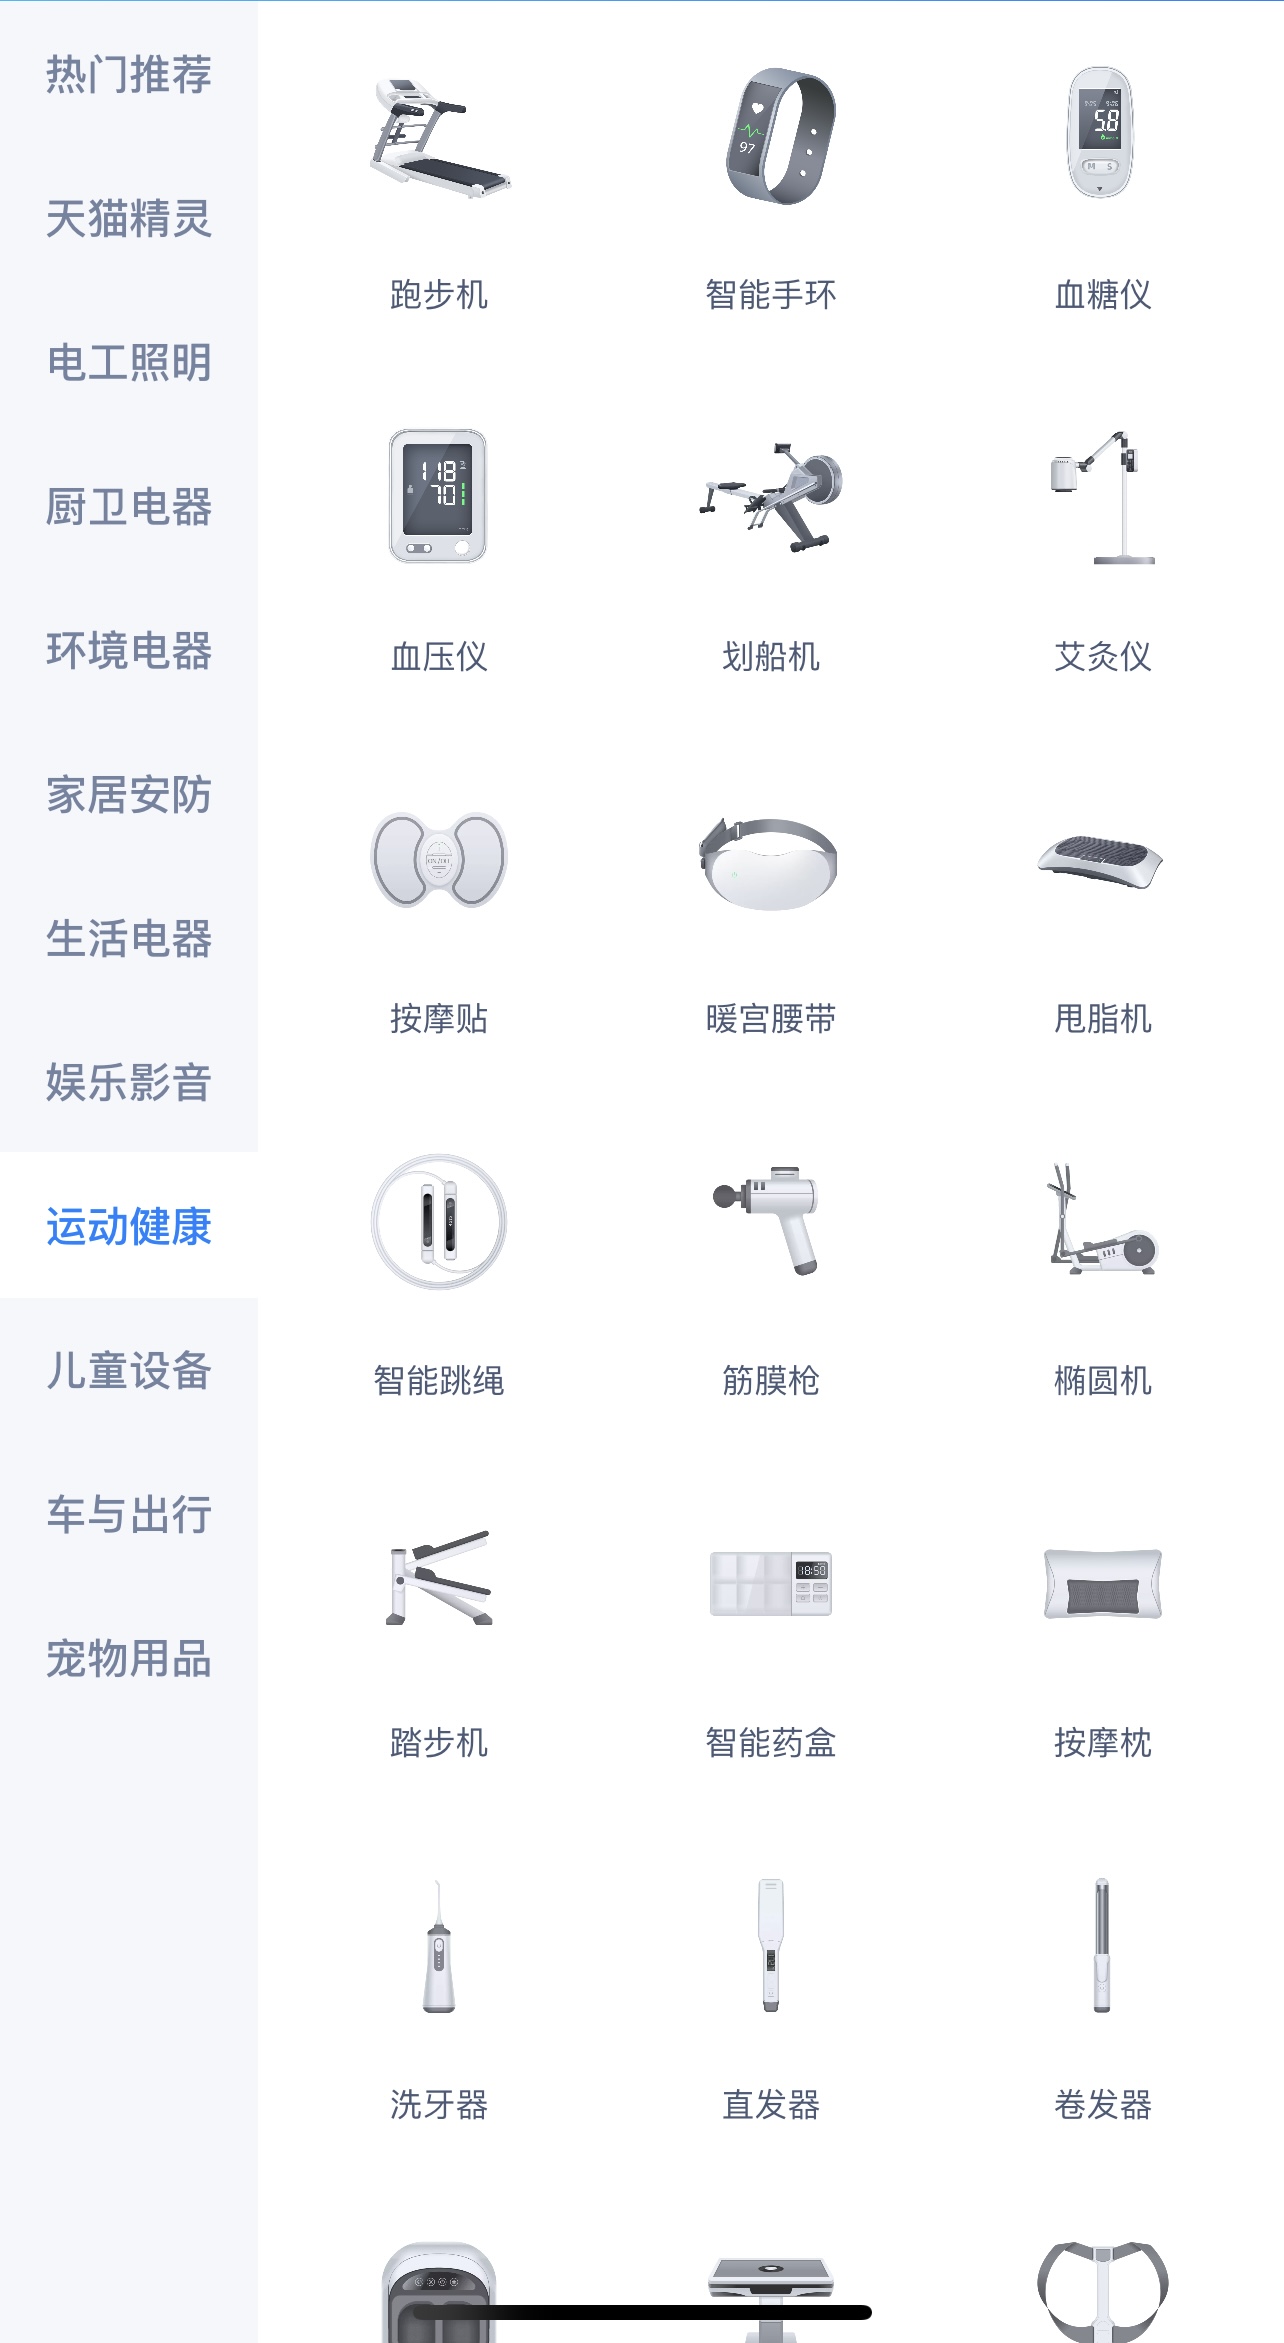 热门推荐
天猫精灵
电工照明
厨卫电器
环境电器
家居安防
生活电器
娱乐影音
运动健康
儿童设备
车与出行
宠物用品
97
5.8
M S
跑步机 智能手环 血糖仪
118
70
血压仪 划船机 艾灸仪
ON/OFF
按摩贴 暖宫腰带 甩脂机
智能跳绳 筋膜枪 椭圆机
18:50
踏步机 智能药盒 按摩枕
洗牙器 直发器 卷发器